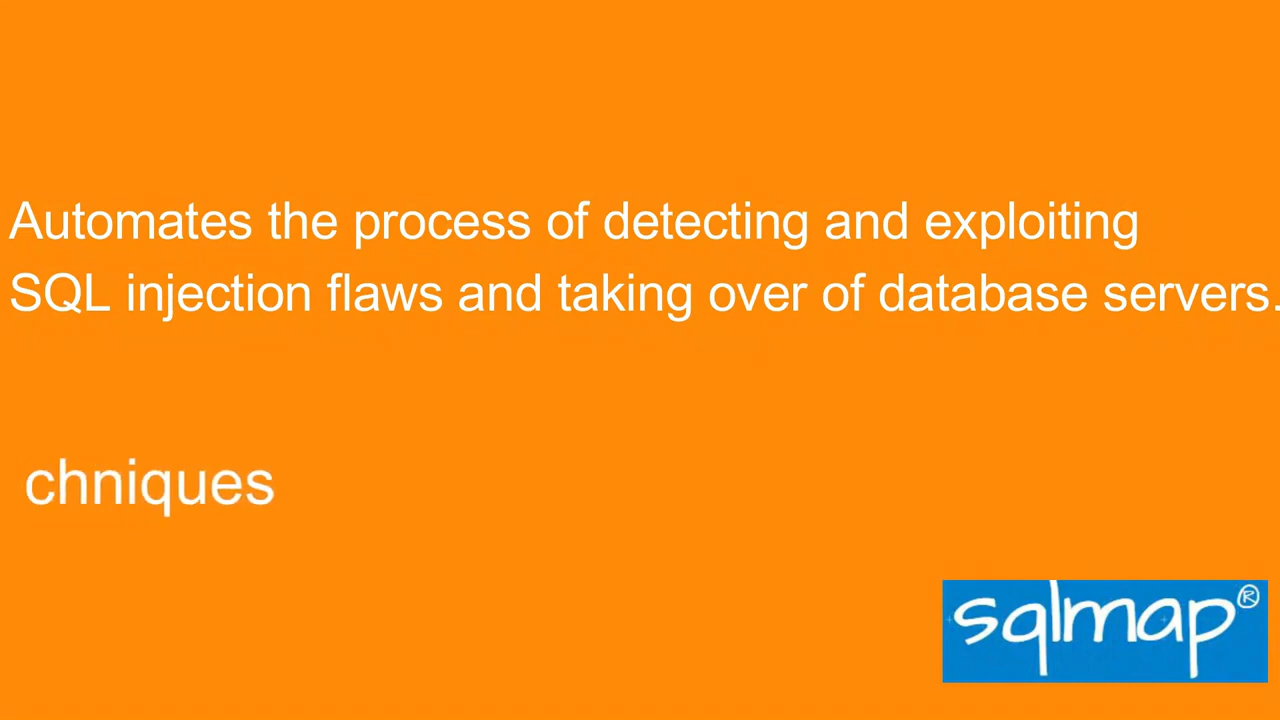 Automates the process of detecting and exploiting
SQL injection flaws and taking over of database servers.
chniques
sqlmap®